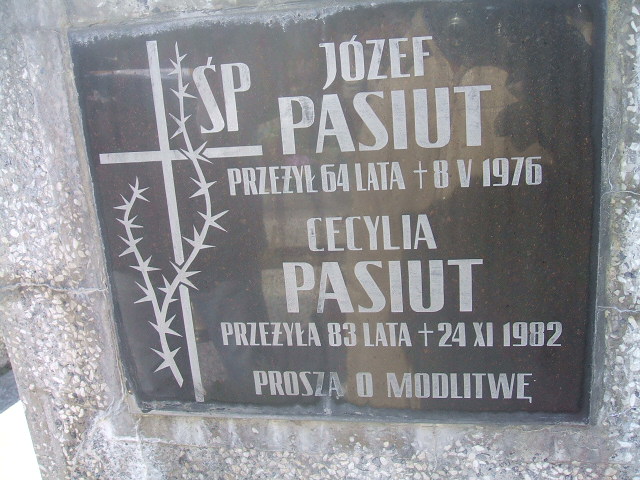 ŚP
JÓZEF
PASIUT
PRZEŻYŁ 64 LATA + 8 V 1976
CECYLIA
PASIUT
PRZEŻYŁA 83 LATA + 24 XI 1982
PROSZĄ O MODLITWĘ